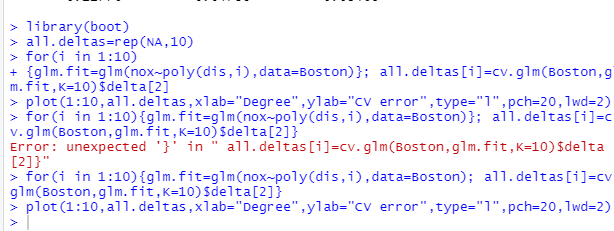 > library(boot)
> all.deltas=rep(NA,10)
> for(i in 1:10)
+ {glm.fit=glm(nox~poly(dis,i),data=Boston)}; all.deltas[i]=cv.glm(Boston,gl
m.fit,K=10)$delta[2]
> plot(1:10,all.deltas,xlab="Degree",ylab="CV error",type="l",pch=20,lwd=2)
> for(i in 1:10){glm.fit=glm(nox~poly(dis,i),data=Boston)}; all.deltas[i]=c
v.glm(Boston,glm.fit,K=10)$delta[2]}
Error: unexpected '}' in " all.deltas[i]=cv.glm(Boston,glm.fit,K=10)$delta
[2]}"
> for(i in 1:10){glm.fit=glm(nox~poly(dis,i),data=Boston); all.deltas[i]=cv.
glm(Boston,glm.fit,K=10)$delta[2]}
> plot(1:10,all.deltas,xlab="Degree",ylab="CV error",type="l",pch=20,lwd=2)
>